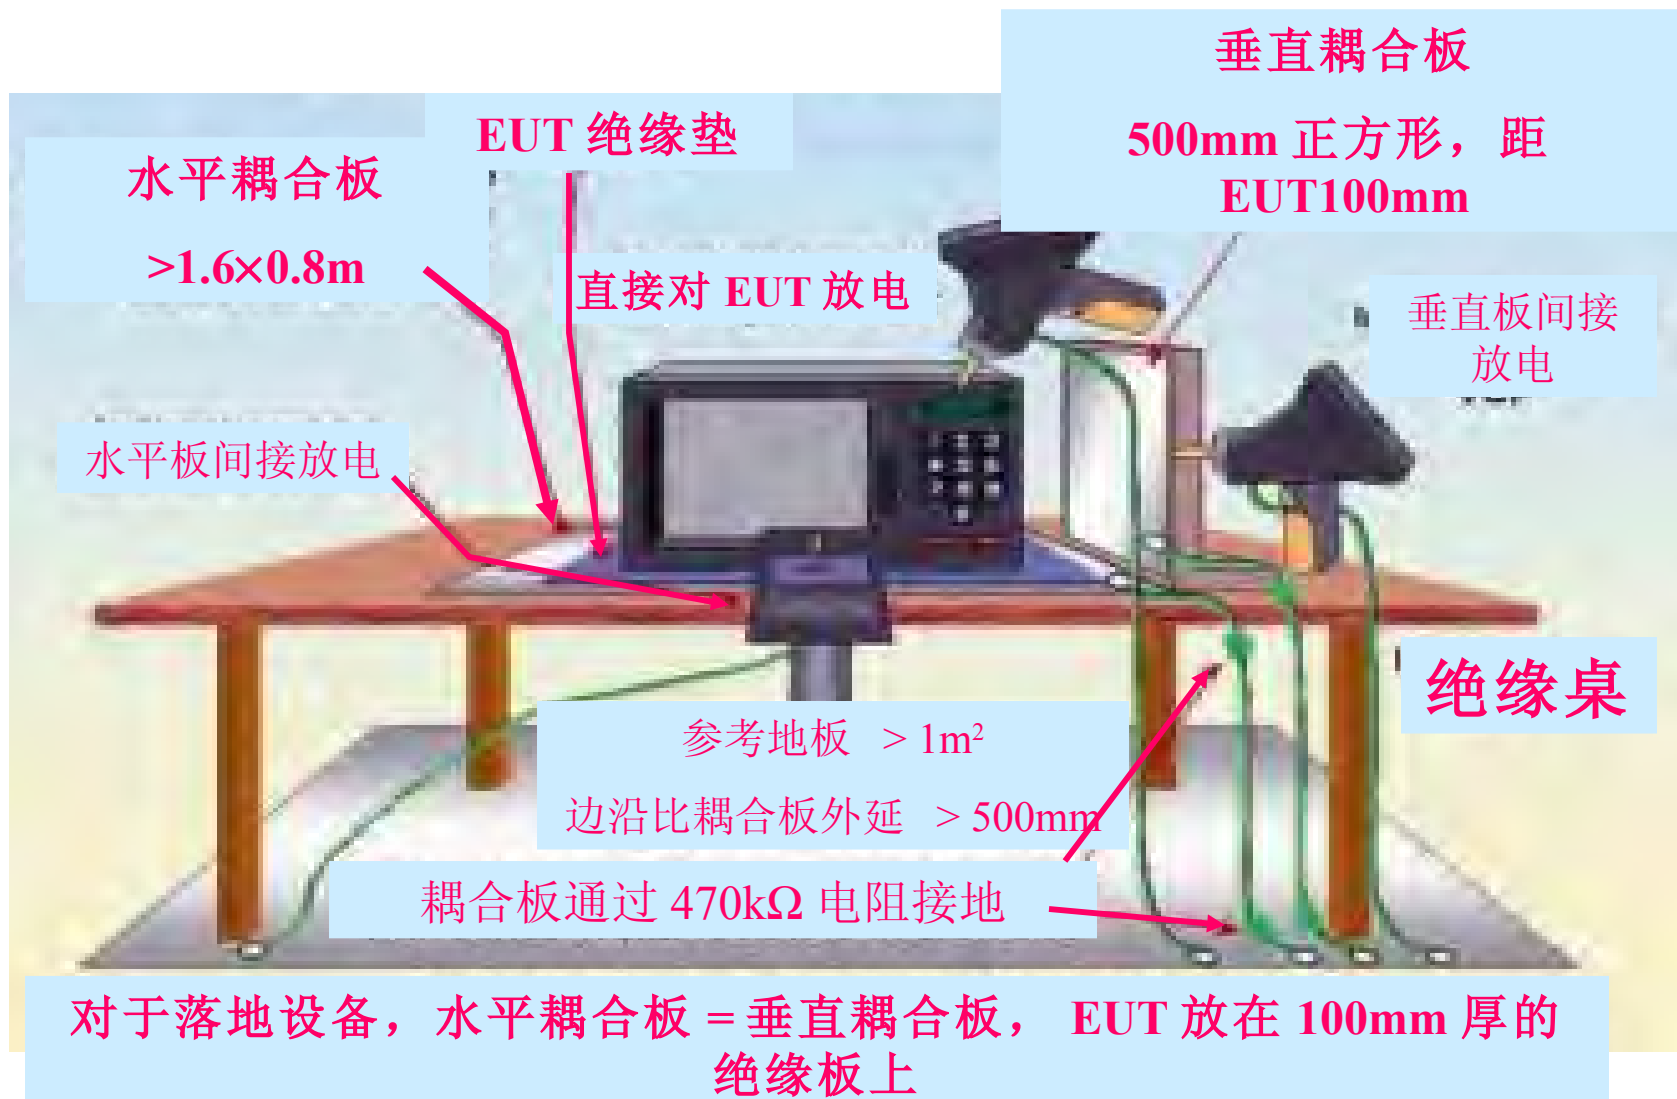 垂直耦合板
500mm 正方形，距
EUT100mm
EUT 绝缘垫
水平耦合板
>1.6×0.8m
直接对 EUT 放电
垂直板间接
放电
水平板间接放电
绝缘桌
参考地板 > 1m²
边沿比耦合板外延 > 500mm
耦合板通过 470kΩ 电阻接地
对于落地设备，水平耦合板 = 垂直耦合板， EUT 放在 100mm 厚的
绝缘板上